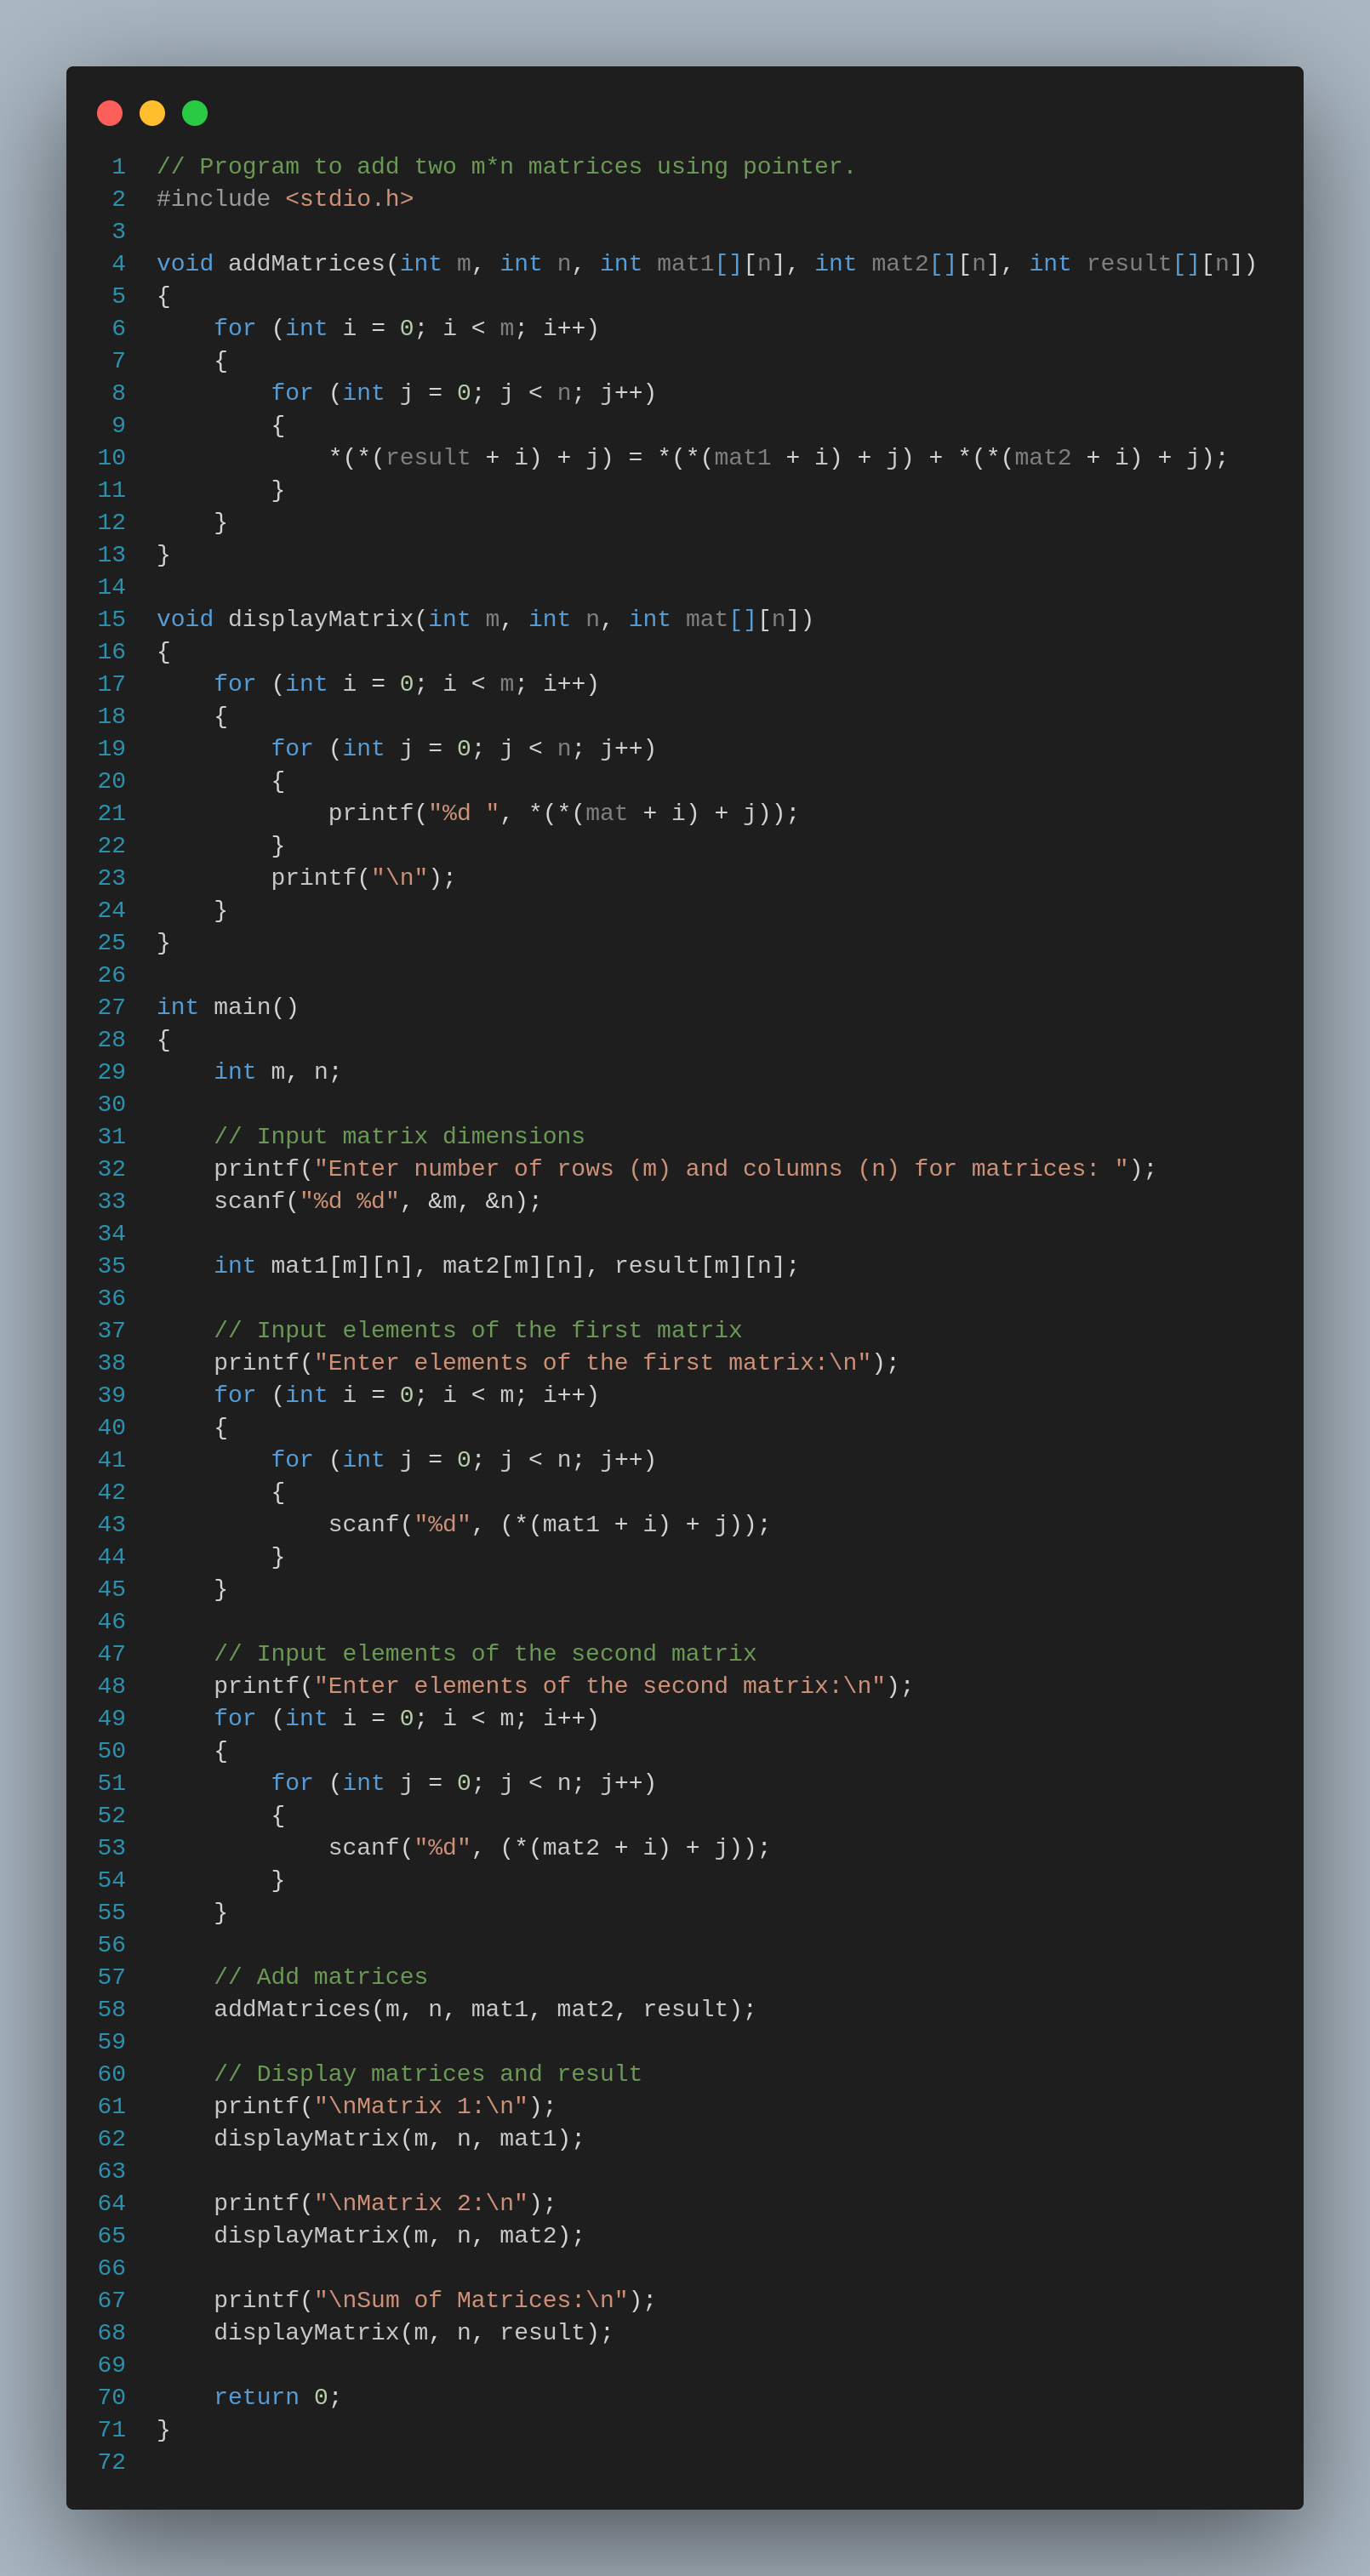 1 // Program to add two m*n matrices using pointer.
2 #include <stdio.h>
3
4 void addMatrices(int m, int n, int mat1[][n], int mat2[][n], int result[][n])
5 {
6     for (int i = 0; i < m; i++)
7     {
8         for (int j = 0; j < n; j++)
9         {
10             *(*(result + i) + j) = *(*(mat1 + i) + j) + *(*(mat2 + i) + j);
11         }
12     }
13 }
14
15 void displayMatrix(int m, int n, int mat[][n])
16 {
17     for (int i = 0; i < m; i++)
18     {
19         for (int j = 0; j < n; j++)
20         {
21             printf("%d ", *(*(mat + i) + j));
22         }
23         printf("\n");
24     }
25 }
26
27 int main()
28 {
29     int m, n;
30
31     // Input matrix dimensions
32     printf("Enter number of rows (m) and columns (n) for matrices: ");
33     scanf("%d %d", &m, &n);
34
35     int mat1[m][n], mat2[m][n], result[m][n];
36
37     // Input elements of the first matrix
38     printf("Enter elements of the first matrix:\n");
39     for (int i = 0; i < m; i++)
40     {
41         for (int j = 0; j < n; j++)
42         {
43             scanf("%d", (*(mat1 + i) + j));
44         }
45     }
46
47     // Input elements of the second matrix
48     printf("Enter elements of the second matrix:\n");
49     for (int i = 0; i < m; i++)
50     {
51         for (int j = 0; j < n; j++)
52         {
53             scanf("%d", (*(mat2 + i) + j));
54         }
55     }
56
57     // Add matrices
58     addMatrices(m, n, mat1, mat2, result);
59
60     // Display matrices and result
61     printf("\nMatrix 1:\n");
62     displayMatrix(m, n, mat1);
63
64     printf("\nMatrix 2:\n");
65     displayMatrix(m, n, mat2);
66
67     printf("\nSum of Matrices:\n");
68     displayMatrix(m, n, result);
69
70     return 0;
71 }
72